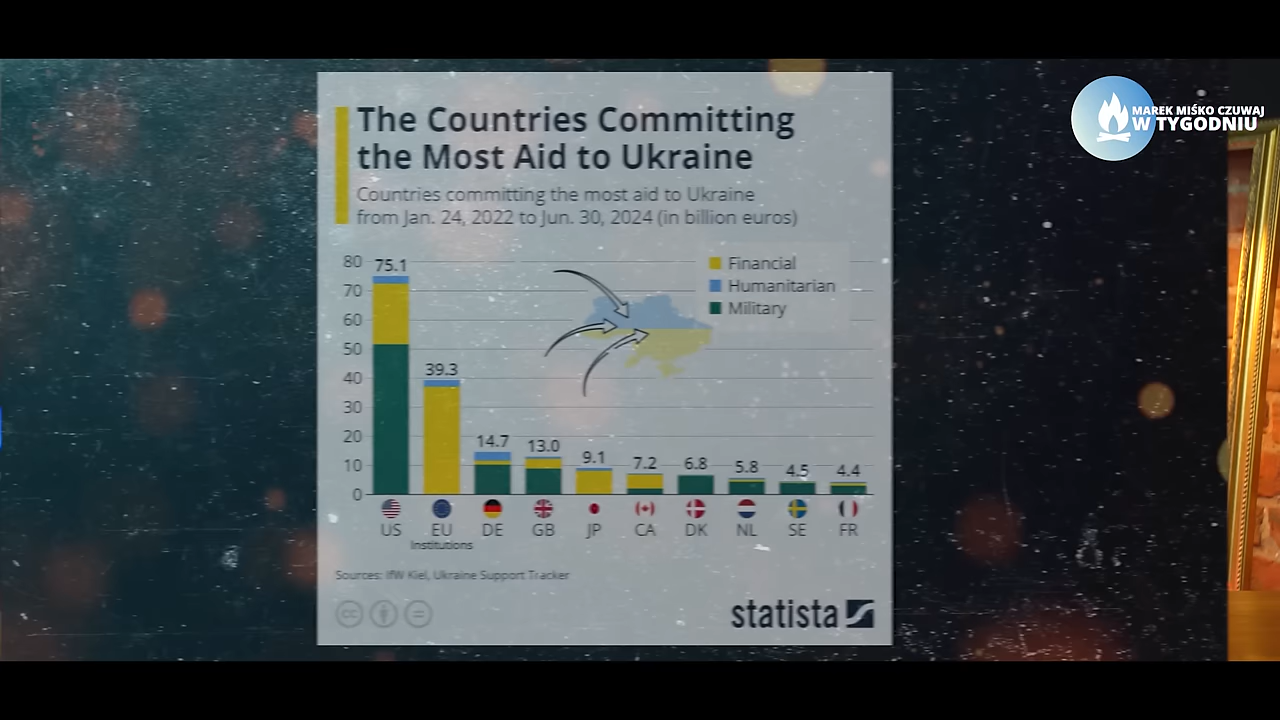 MAREK MIŚKO CZUWAJ
W TYGODNIU
The Countries Committing
the Most Aid to Ukraine
Countries committing the most aid to Ukraine
from Jan. 24, 2022 to Jun. 30, 2024 (in billion euros)
Financial
Humanitarian
Military
80
70
60
50
40
30
20
10
0
75.1
39.3
14.7
13.0
9.1
7.2
6.8
5.8
4.5
4.4
US
EU
DE
GB
JP
CA
DK
NL
SE
FR
Institutions
Sources: IfW Kiel, Ukraine Support Tracker
cc
statista